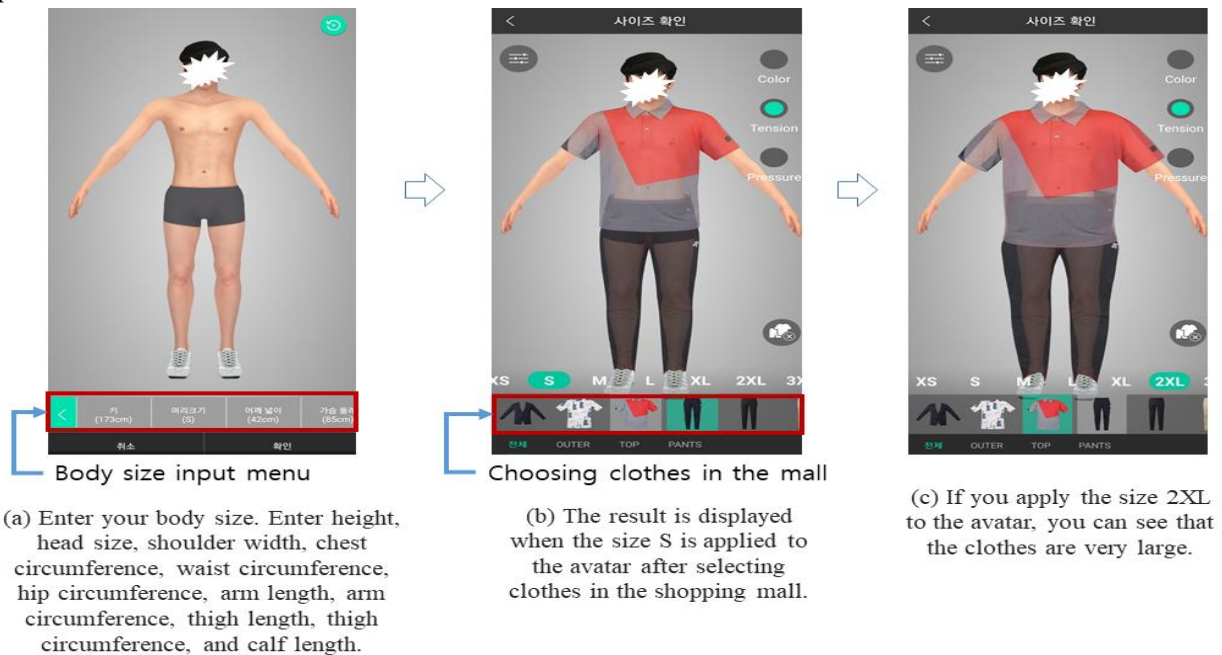 사이즈 확인
Color
Tension
Pressure
XS S M L XL 2XL 3X
전체 OUTER TOP PANTS
사이즈 확인
Color
Tension
Pressure
XS S M L XL 2XL
전체 OUTER TOP PANTS
키 머리크기 어깨 넓이 가슴 둘레
(173cm) (S) (42cm) (85cm)
취소 확인
Body size input menu
Choosing clothes in the mall
(a) Enter your body size. Enter height,
head size, shoulder width, chest
circumference, waist circumference,
hip circumference, arm length, arm
circumference, thigh length, thigh
circumference, and calf length.
(b) The result is displayed
when the size S is applied to
the avatar after selecting
clothes in the shopping mall.
(c) If you apply the size 2XL
to the avatar, you can see that
the clothes are very large.